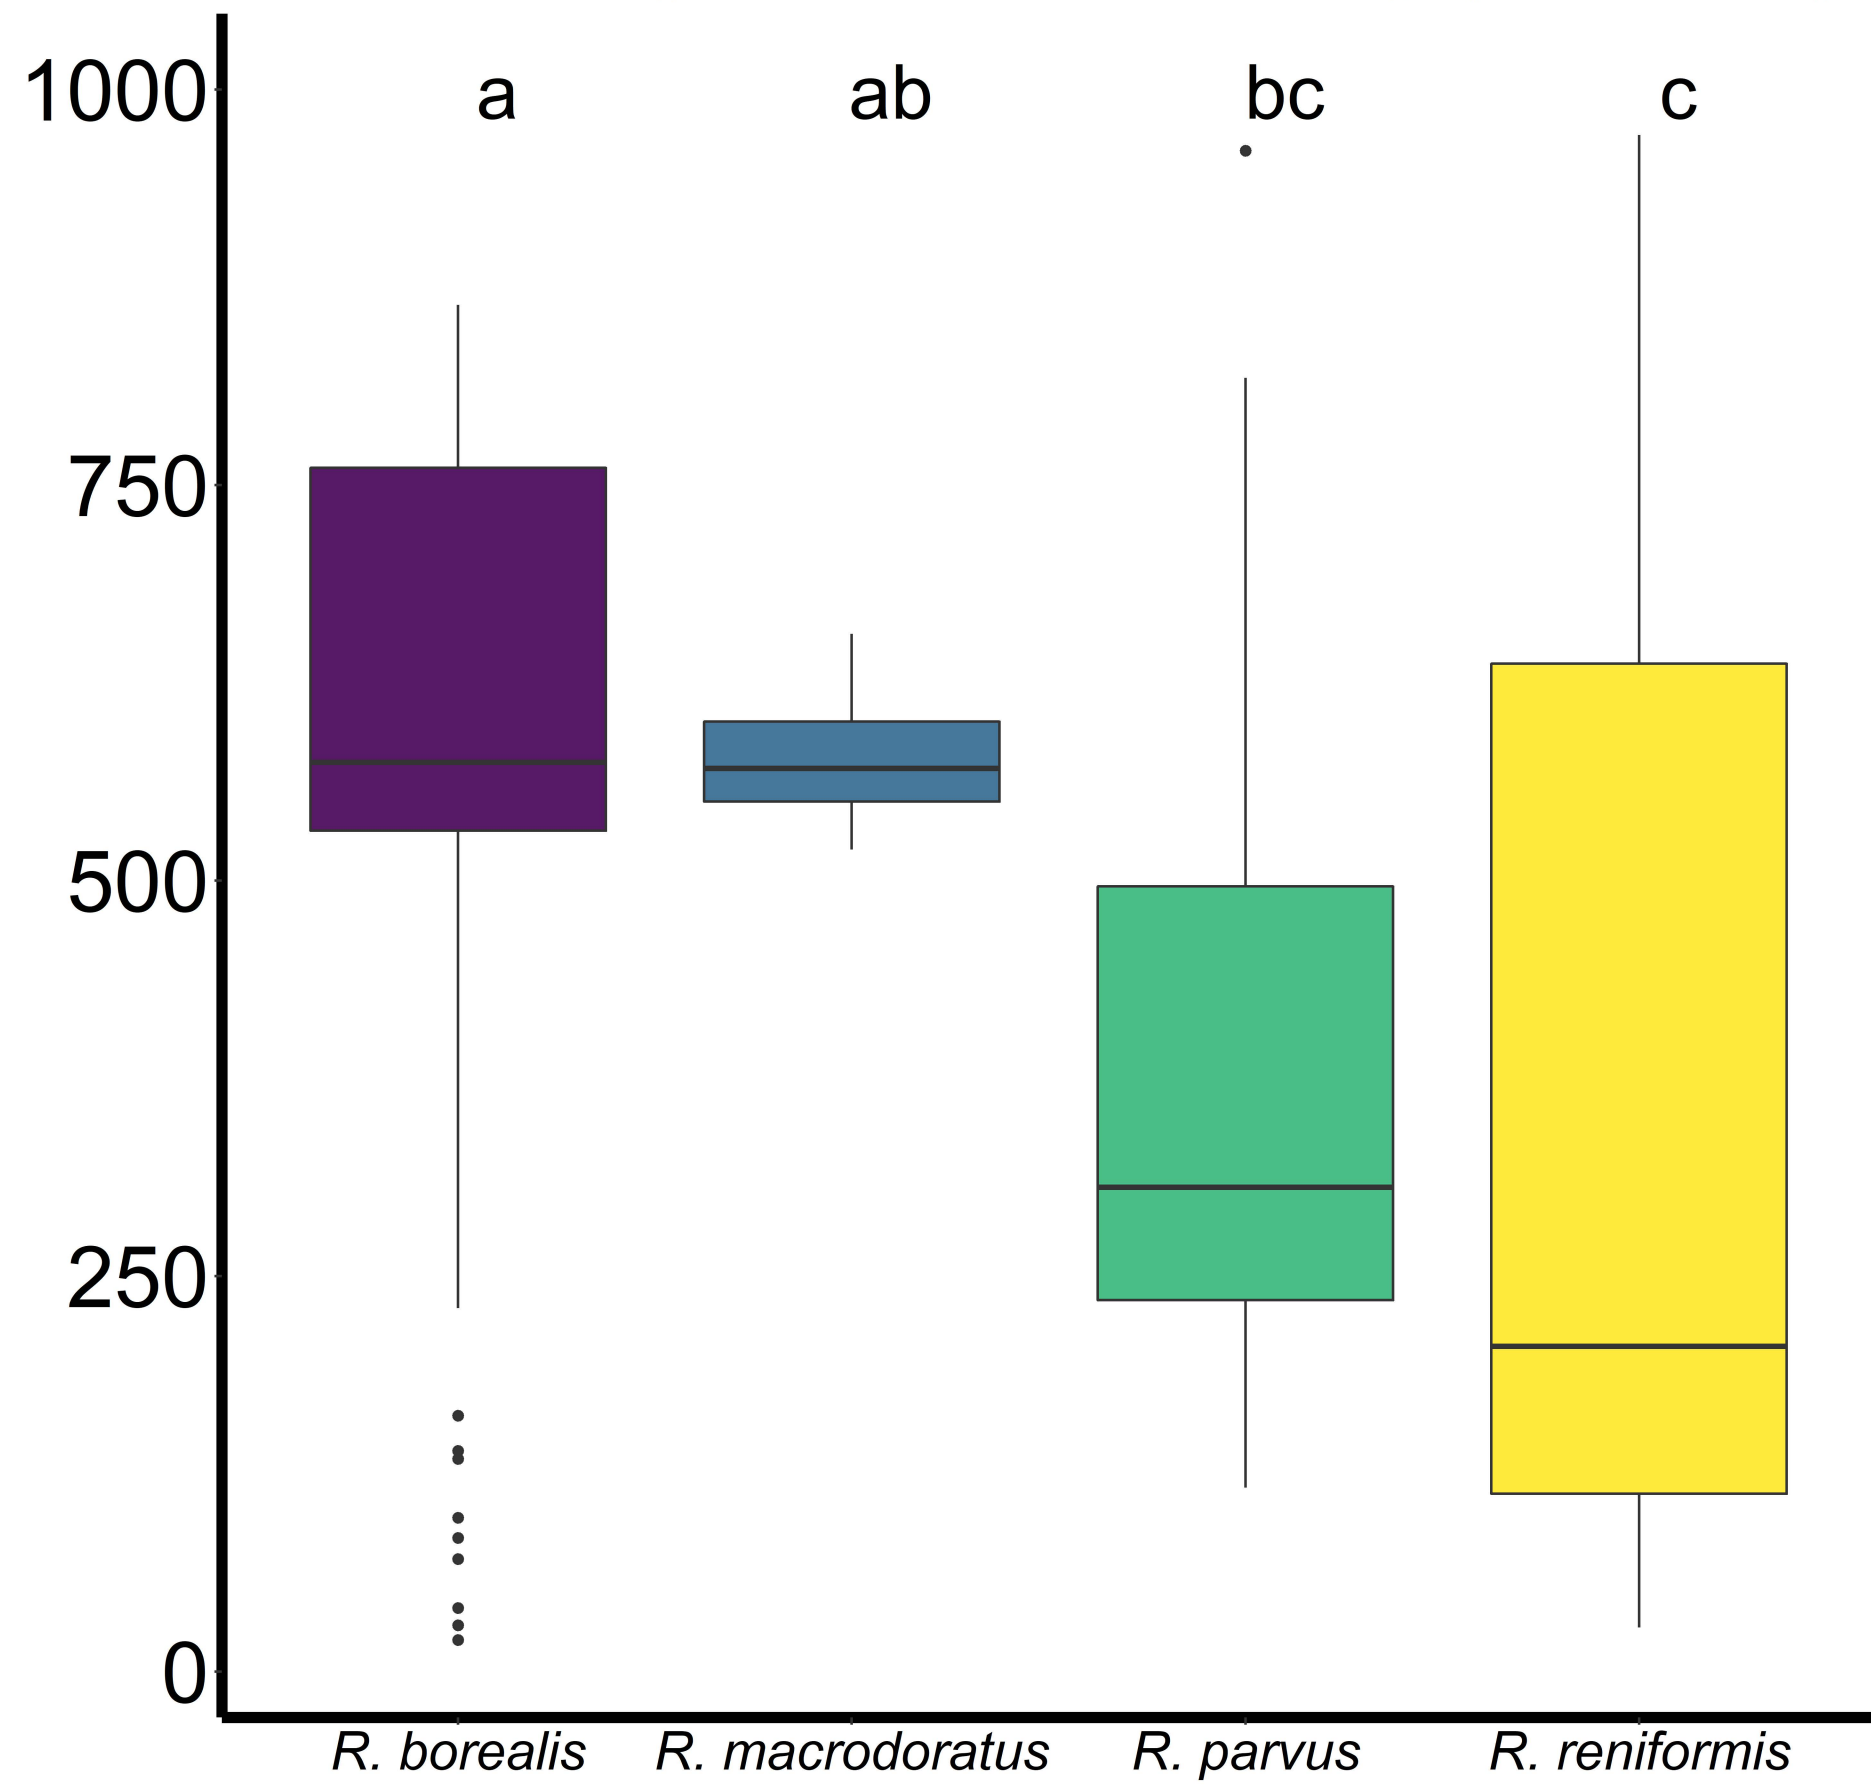 1000
a ab bc c
750
500
250
0
R. borealis R. macrodoratus R. parvus R. reniformis